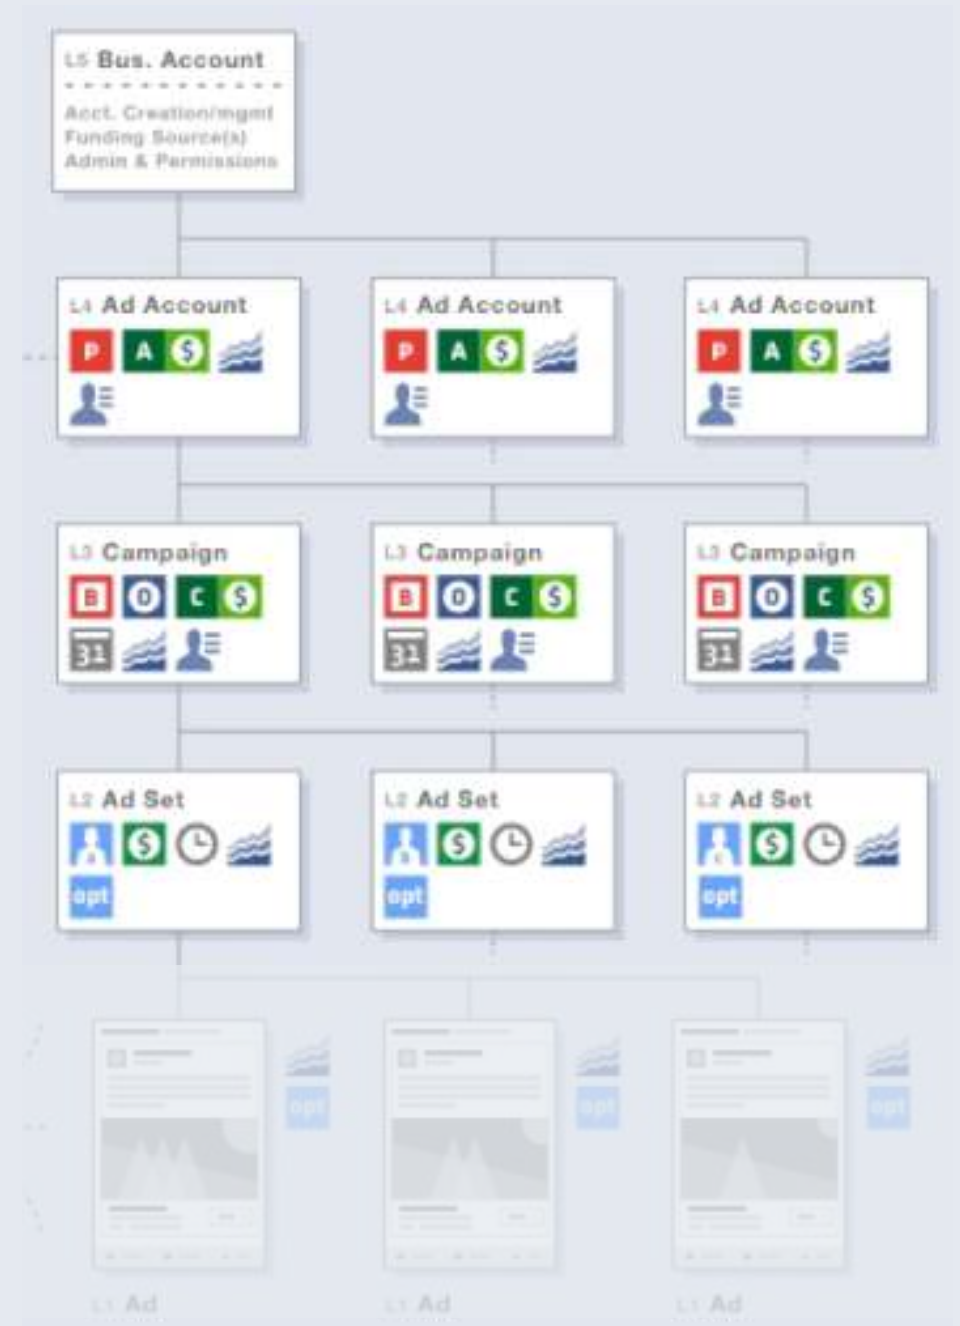 L5 Bus. Account
Acct. Creation/mgmt
Funding Source(s)
Admin & Permissions
L4 Ad Account
P A $
L4 Ad Account
P A $
L4 Ad Account
P A $
L3 Campaign
B O C $
31
L3 Campaign
B O C $
31
L3 Campaign
B O C $
31
L2 Ad Set
$
opt
L2 Ad Set
$
opt
L2 Ad Set
$
opt
opt
opt
opt
L1 Ad
L1 Ad
L1 Ad